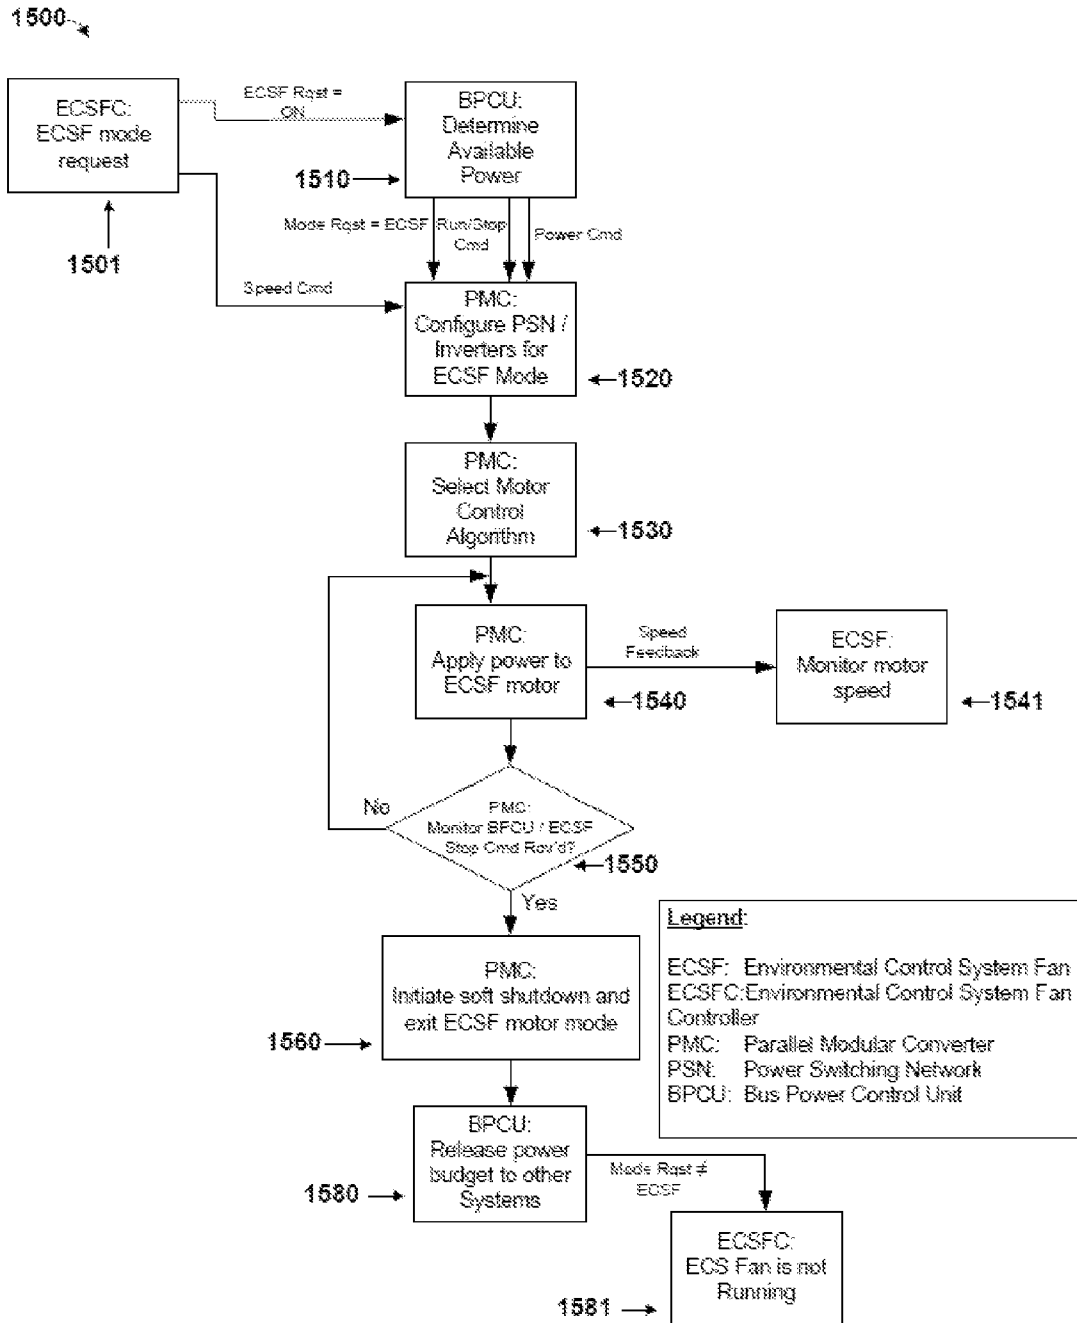 1500
ECSFC:
ECSF mode
request
1501
ECSF Rqst =
ON
BPCU:
Determine
Available
Power
1510
Mode Rqst = ECSF
Run/Stop
Cmd
Power Cmd
Speed Cmd
PMC:
Configure PSN /
Inverters for
ECSF Mode
1520
PMC:
Select Motor
Control
Algorithm
1530
PMC:
Apply power to
ECSF motor
1540
Speed
Feedback
ECSF:
Monitor motor
speed
1541
No
PMC:
Monitor BPCU / ECSF
Stop Cmd Rcv'd?
1550
Yes
PMC:
Initiate soft shutdown and
exit ECSF motor mode
1560
BPCU:
Release power
budget to other
Systems
1580
Mode Rqst ≠
ECSF
ECSFC:
ECS Fan is not
Running
1581
Legend:
ECSF: Environmental Control System Fan
ECSFC:Environmental Control System Fan
Controller
PMC: Parallel Modular Converter
PSN: Power Switching Network
BPCU: Bus Power Control Unit